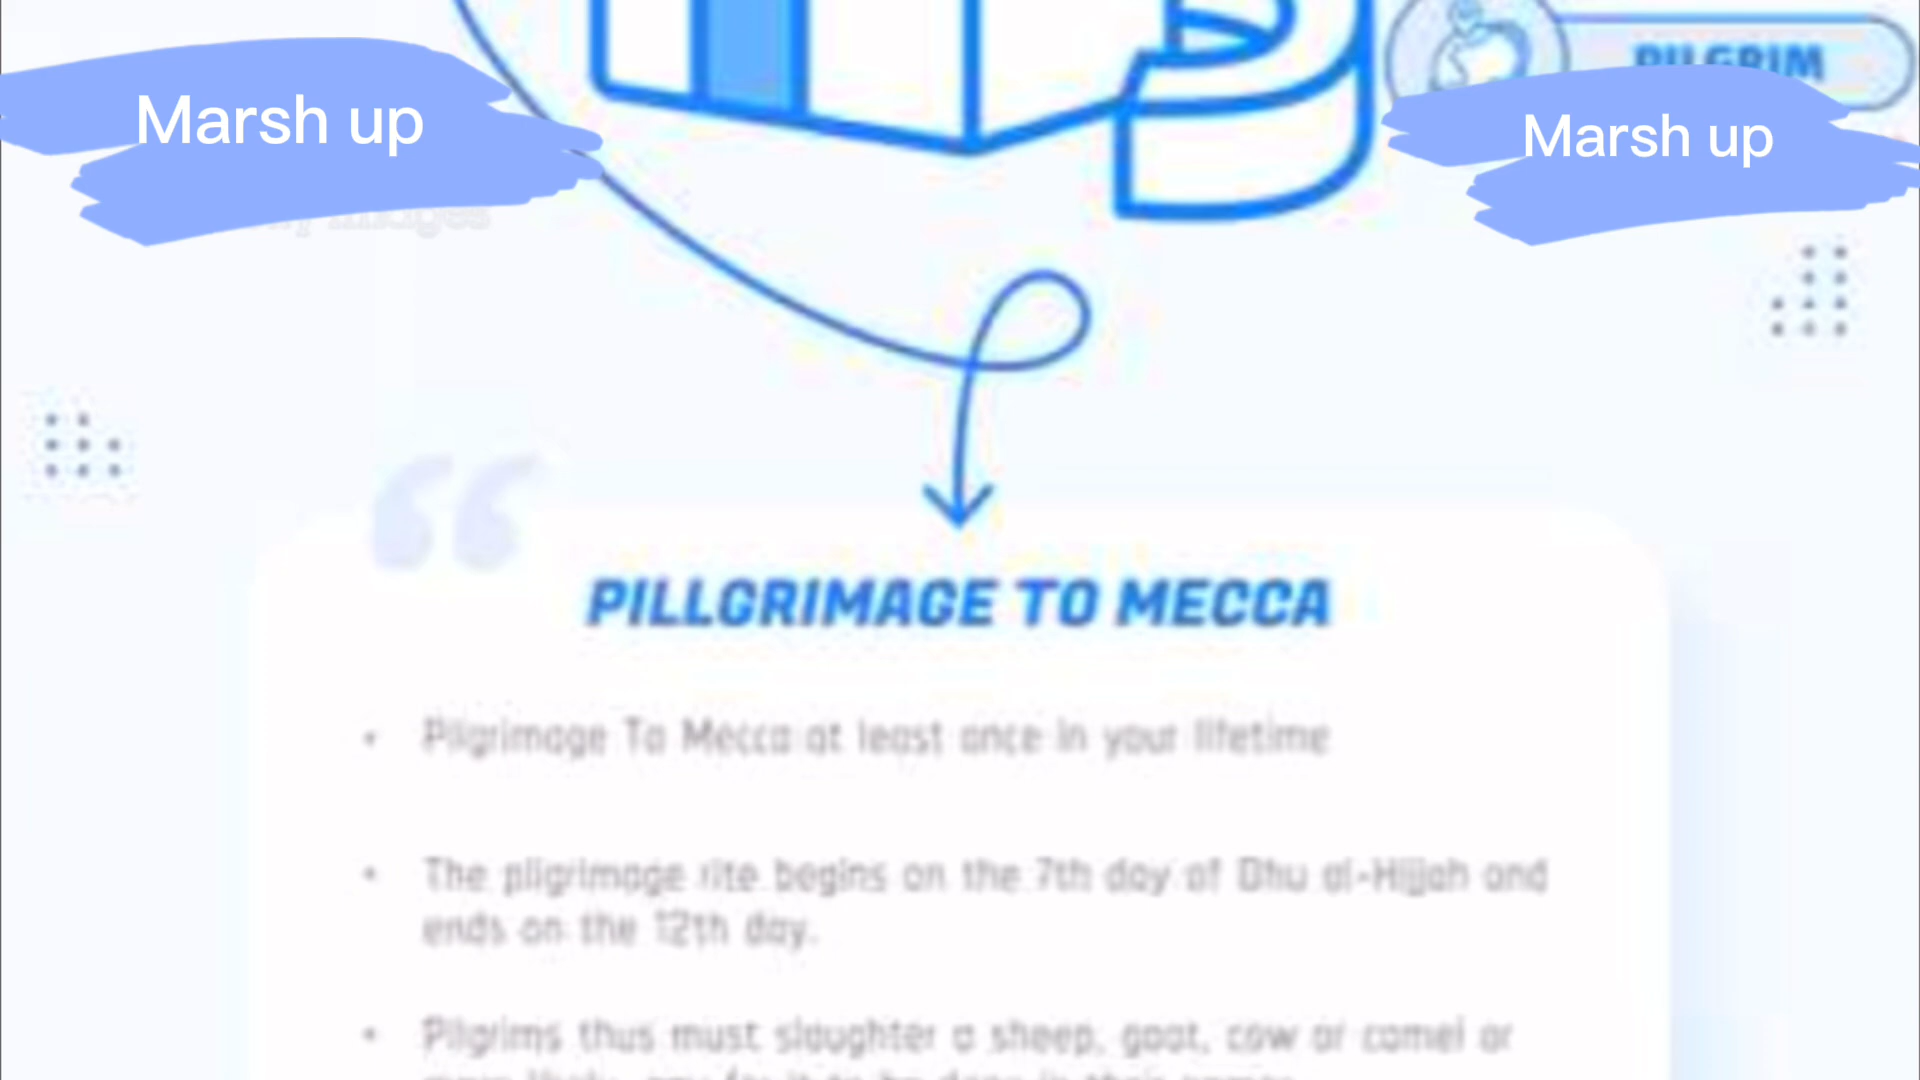 Marsh up
PILGRIM
Marsh up
images
PILLGRIMAGE TO MECCA
• Pilgrimage To Mecca at least once in your lifetime
• The pligrimage rite begins on the 7th day of Dhu al-Hijjah and
ends on the 12th day.
• Pilgrims thus must slaughter a sheep, goat, cow or camel or